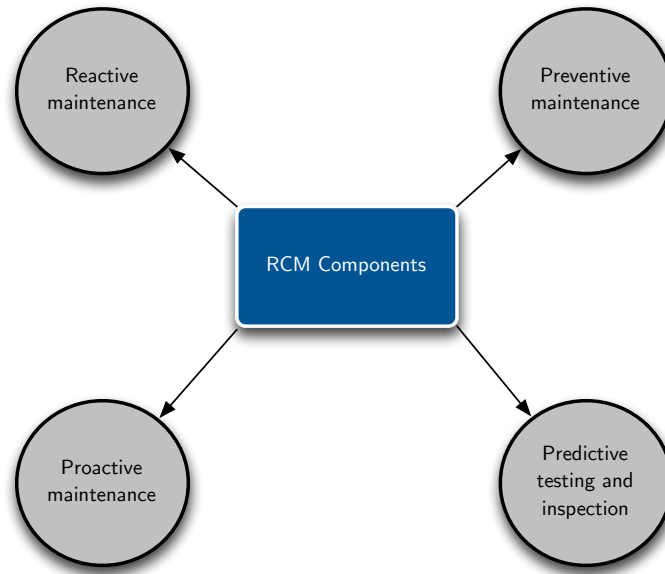 Reactive
maintenance
Preventive
maintenance
RCM Components
Proactive
maintenance
Predictive
testing and
inspection